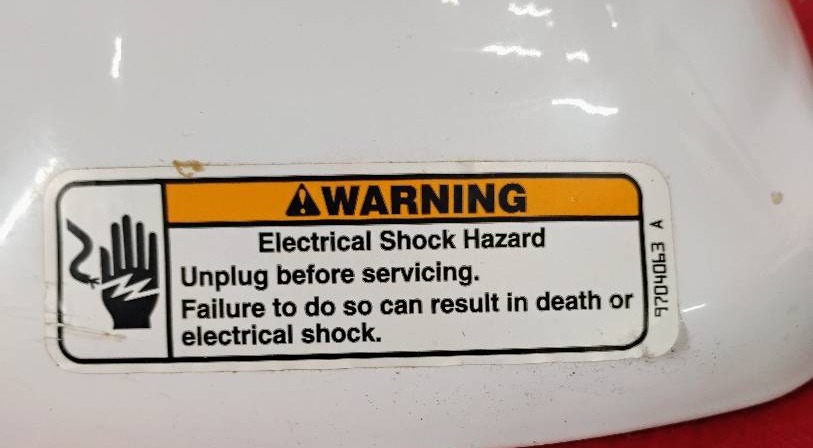 WARNING
Electrical Shock Hazard
Unplug before servicing.
Failure to do so can result in death or
electrical shock.
9704063 A